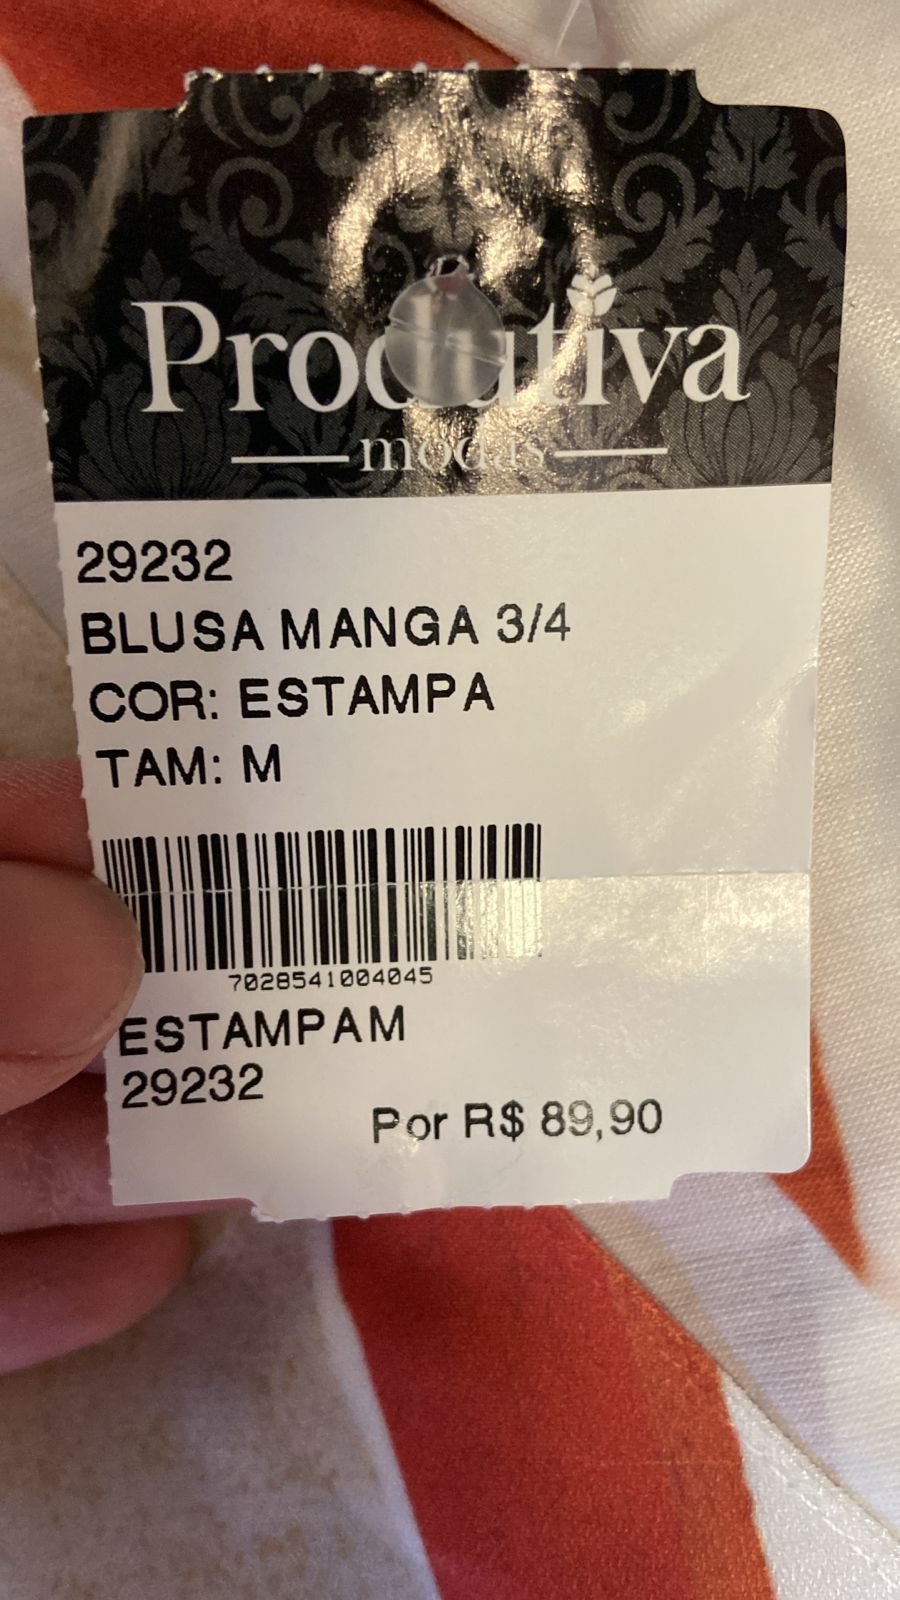 Produtiva
modas
29232
BLUSA MANGA 3/4
COR: ESTAMPA
TAM: M
7028541004045
ESTAMPAM
29232
Por R$ 89,90